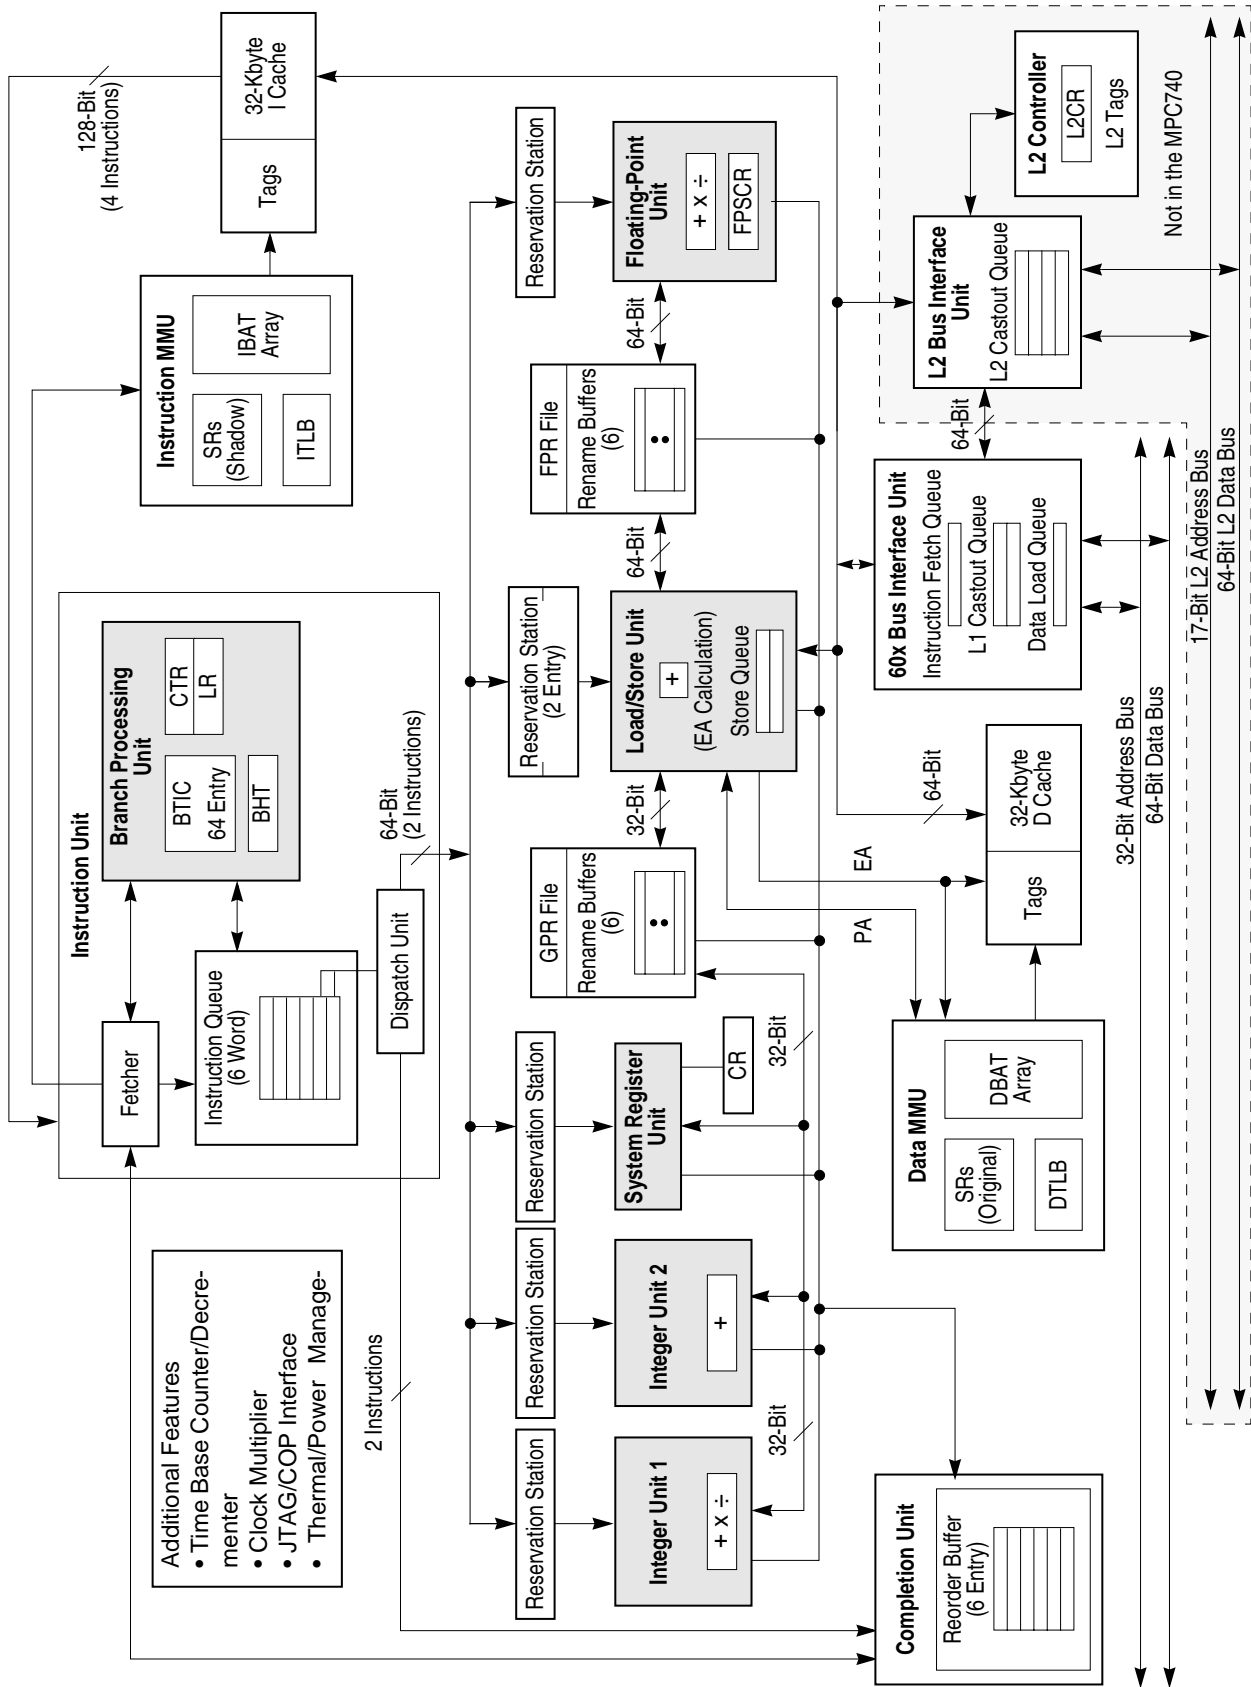 Additional Features
• Time Base Counter/Decre-
menter
• Clock Multiplier
• JTAG/COP Interface
• Thermal/Power Manage-
Instruction Unit
Fetcher
Branch Processing
Unit
BTIC
64 Entry
CTR
LR
BHT
Instruction Queue
(6 Word)
Dispatch Unit
2 Instructions
64-Bit
(2 Instructions)
Instruction MMU
SRs
(Shadow)
ITLB
IBAT
Array
128-Bit
(4 Instructions)
Tags
32-Kbyte
I Cache
Reservation Station
Reservation Station
Reservation Station
Reservation Station
(2 Entry)
Reservation Station
Integer Unit 1
+ x ÷
Integer Unit 2
+
System Register
Unit
CR
32-Bit
32-Bit
GPR File
Rename Buffers
(6)
32-Bit
Load/Store Unit
+
(EA Calculation)
Store Queue
64-Bit
FPR File
Rename Buffers
(6)
64-Bit
Floating-Point
Unit
+ x ÷
FPSCR
PA
EA
64-Bit
Completion Unit
Reorder Buffer
(6 Entry)
Data MMU
SRs
(Original)
DTLB
DBAT
Array
Tags
32-Kbyte
D Cache
60x Bus Interface Unit
Instruction Fetch Queue
L1 Castout Queue
Data Load Queue
64-Bit
L2 Bus Interface
Unit
L2 Castout Queue
L2 Controller
L2CR
L2 Tags
Not in the MPC740
32-Bit Address Bus
64-Bit Data Bus
17-Bit L2 Address Bus
64-Bit L2 Data Bus